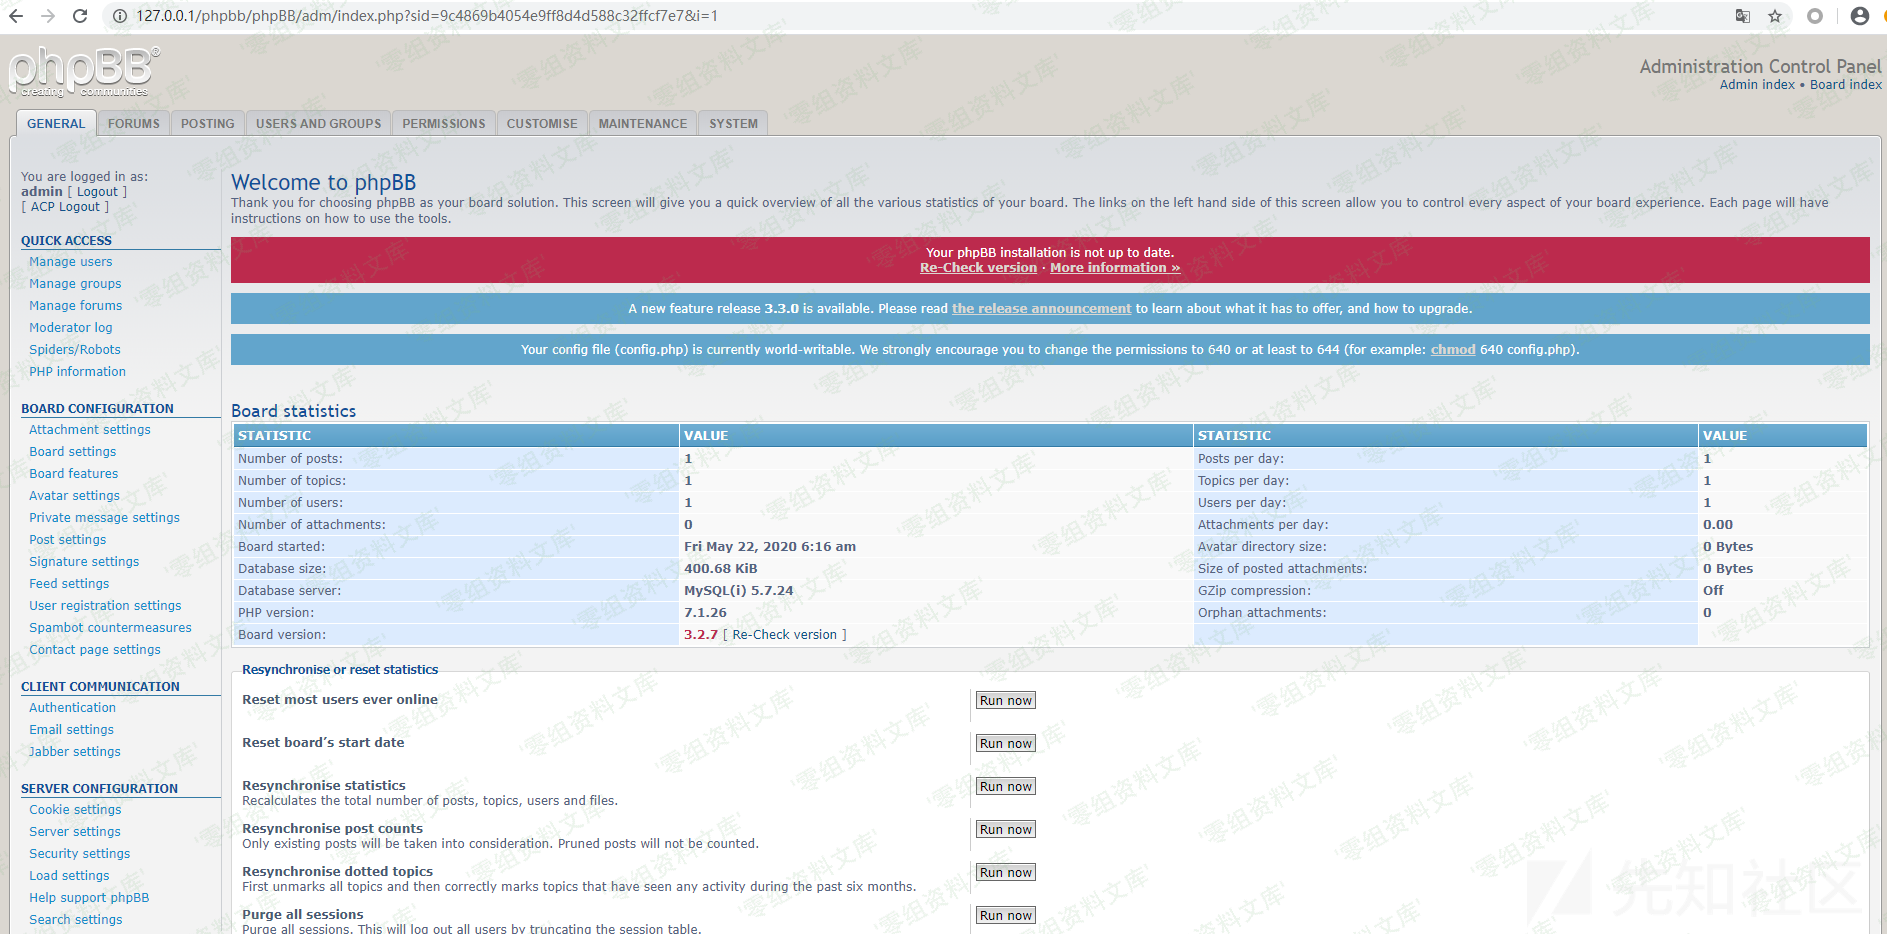 127.0.0.1/phpbb/phpBB/adm/index.php?sid=9c4869b4054e9ff8d4d588c32ffcf7e7&i=1
phpBB®
creating communities
Administration Control Panel
Admin index • Board index
GENERAL FORUMS POSTING USERS AND GROUPS PERMISSIONS CUSTOMISE MAINTENANCE SYSTEM
You are logged in as:
admin [ Logout ]
[ ACP Logout ]
QUICK ACCESS
Manage users
Manage groups
Manage forums
Moderator log
Spiders/Robots
PHP information
BOARD CONFIGURATION
Attachment settings
Board settings
Board features
Avatar settings
Private message settings
Post settings
Signature settings
Feed settings
User registration settings
Spambot countermeasures
Contact page settings
CLIENT COMMUNICATION
Authentication
Email settings
Jabber settings
SERVER CONFIGURATION
Cookie settings
Server settings
Security settings
Load settings
Help support phpBB
Search settings
Welcome to phpBB
Thank you for choosing phpBB as your board solution. This screen will give you a quick overview of all the various statistics of your board. The links on the left hand side of this screen allow you to control every aspect of your board experience. Each page will have
instructions on how to use the tools.
Your phpBB installation is not up to date.
Re-Check version · More information »
A new feature release 3.3.0 is available. Please read the release announcement to learn about what it has to offer, and how to upgrade.
Your config file (config.php) is currently world-writable. We strongly encourage you to change the permissions to 640 or at least to 644 (for example: chmod 640 config.php).
Board statistics
STATISTIC VALUE STATISTIC VALUE
Number of posts: 1 Posts per day: 1
Number of topics: 1 Topics per day: 1
Number of users: 1 Users per day: 1
Number of attachments: 0 Attachments per day: 0.00
Board started: Fri May 22, 2020 6:16 am Avatar directory size: 0 Bytes
Database size: 400.68 KiB Size of posted attachments: 0 Bytes
Database server: MySQL(i) 5.7.24 GZip compression: Off
PHP version: 7.1.26 Orphan attachments: 0
Board version: 3.2.7 [ Re-Check version ]
Resynchronise or reset statistics
Reset most users ever online Run now
Reset board’s start date Run now
Resynchronise statistics Run now
Recalculates the total number of posts, topics, users and files.
Resynchronise post counts Run now
Only existing posts will be taken into consideration. Pruned posts will not be counted.
Resynchronise dotted topics Run now
First unmarks all topics and then correctly marks topics that have seen any activity during the past six months.
Purge all sessions Run now
Purge all sessions. This will log out all users by truncating the session table.
'零组资料文库'
先知社区